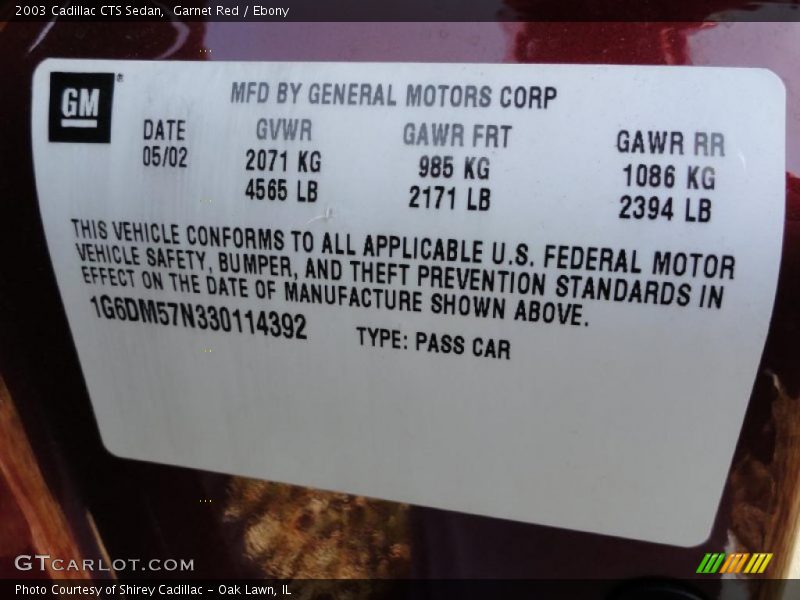 2003 Cadillac CTS Sedan,  Garnet Red / Ebony
GM®
MFD BY GENERAL MOTORS CORP
DATE GVWR GAWR FRT GAWR RR
05/02 2071 KG 985 KG 1086 KG
4565 LB 2171 LB 2394 LB
THIS VEHICLE CONFORMS TO ALL APPLICABLE U.S. FEDERAL MOTOR
VEHICLE SAFETY, BUMPER, AND THEFT PREVENTION STANDARDS IN
EFFECT ON THE DATE OF MANUFACTURE SHOWN ABOVE.
1G6DM57N330114392 TYPE: PASS CAR
GTCARLOT.COM
Photo Courtesy of Shirey Cadillac - Oak Lawn, IL